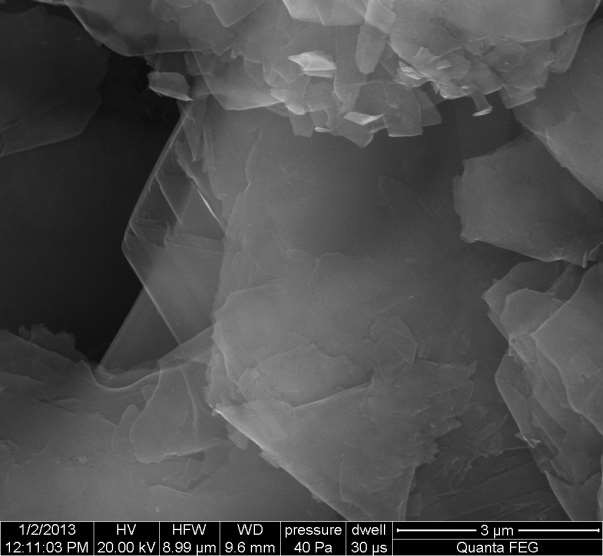 1/2/2013 HV HFW WD pressure dwell 3 µm
12:11:03 PM 20.00 kV 8.99 µm 9.6 mm 40 Pa 30 µs Quanta FEG